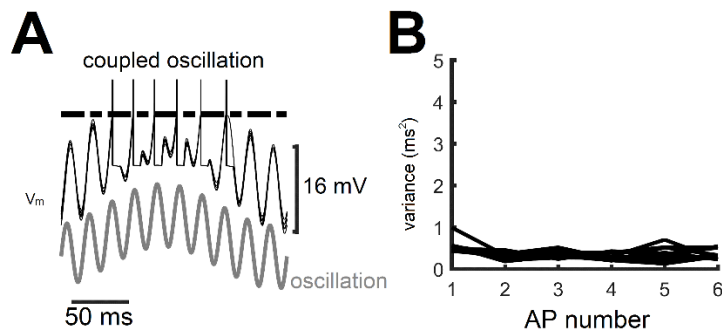 A
coupled oscillation
Vm
16 mV
oscillation
50 ms
B
variance (ms²)
5
4
3
2
1
0
1 2 3 4 5 6
AP number